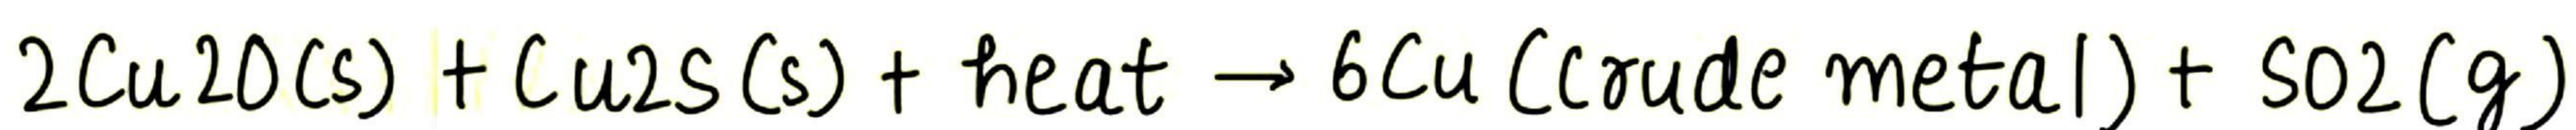 2Cu2O(s) + Cu2S(s) + heat → 6Cu (Crude metal) + SO2(g)